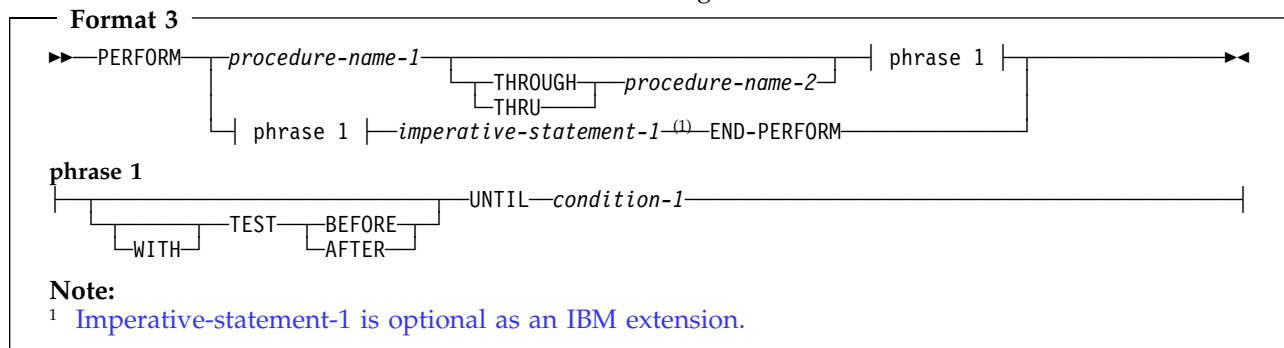 Format 3
PERFORM procedure-name-1 phrase 1
THROUGH procedure-name-2
THRU
phrase 1 imperative-statement-1 (1) END-PERFORM
phrase 1
UNTIL condition-1
WITH TEST BEFORE
AFTER
Note:
1 Imperative-statement-1 is optional as an IBM extension.